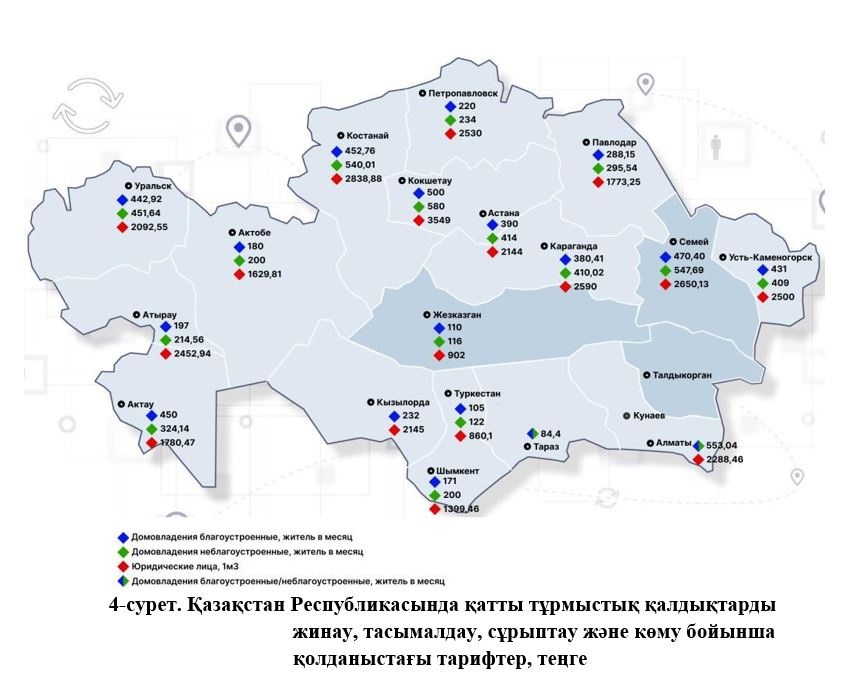 Петропавловск
220
234
2530
Костанай
452,76
540,01
2838,88
Павлодар
288,15
295,54
1773,25
Кокшетау
500
580
3549
Уральск
442,92
451,64
2092,55
Астана
390
414
2144
Актобе
180
200
1629,81
Караганда
380,41
410,02
2590
Семей
470,40
547,69
2650,13
Усть-Каменогорск
431
409
2500
Атырау
197
214,56
2452,94
Жезказган
110
116
902
Талдыкорган
Актау
450
324,14
1780,47
Кызылорда
232
2145
Туркестан
105
122
860,1
84,4
Тараз
Кунаев
Алматы
553,04
2288,46
Шымкент
171
200
1399,46
Домовладения благоустроенные, житель в месяц
Домовладения неблагоустроенные, житель в месяц
Юридические лица, 1м3
Домовладения благоустроенные/неблагоустроенные, житель в месяц
4-сурет. Қазақстан Республикасында қатты тұрмыстық қалдықтарды
жинау, тасымалдау, сұрыптау және көму бойынша
қолданыстағы тарифтер, теңге